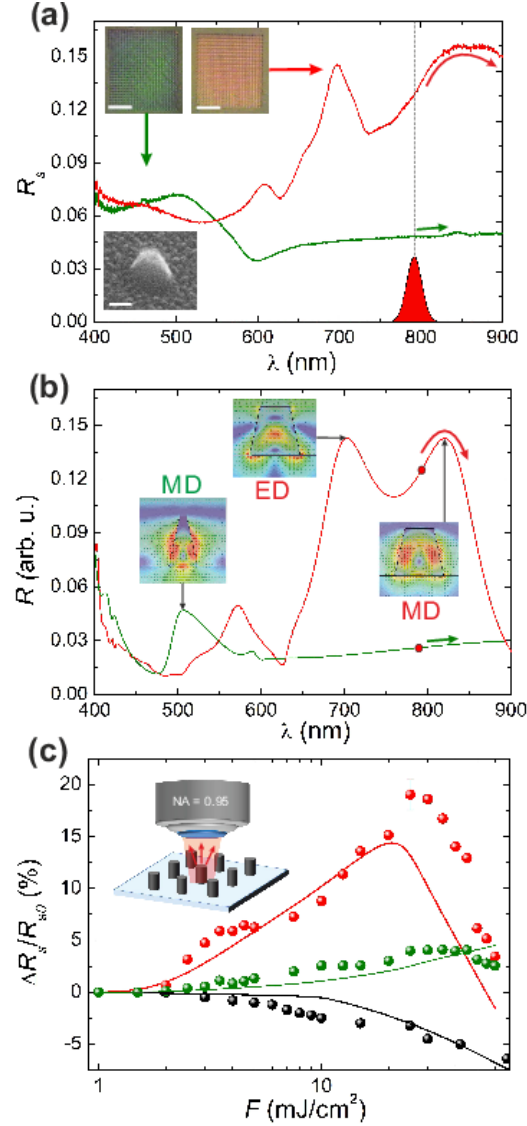 (a)
0.15
0.12
0.09
0.06
0.03
0.00
R_s
400 500 600 700 800 900
λ (nm)
(b)
0.15
0.12
0.09
0.06
0.03
0.00
R (arb. u.)
MD
ED
MD
400 500 600 700 800 900
λ (nm)
(c)
20
15
10
5
0
-5
ΔR_s/R_s0 (%)
NA = 0.95
1 10
F (mJ/cm²)